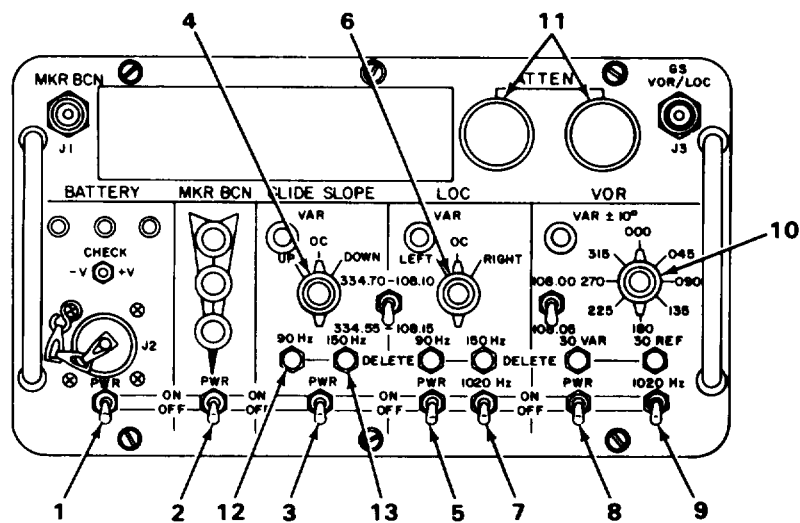 4 6 11
MKR BCN ATTEN GS
VOR/LOC
J1 J3
BATTERY MKR BCN GLIDE SLOPE LOC VOR
VAR VAR VAR ± 10°
CHECK
-V +V
J2
OC
UP DOWN
OC
LEFT RIGHT
000
315 045
270 090
225 135
180
10
334.70-108.10
334.55-108.15
108.00
108.05
90 Hz 150 Hz DELETE 90 Hz 150 Hz DELETE 30 VAR 30 REF
PWR PWR PWR PWR 1020 Hz PWR 1020 Hz
ON ON ON ON
OFF OFF OFF OFF
1 2 12 3 13 5 7 8 9